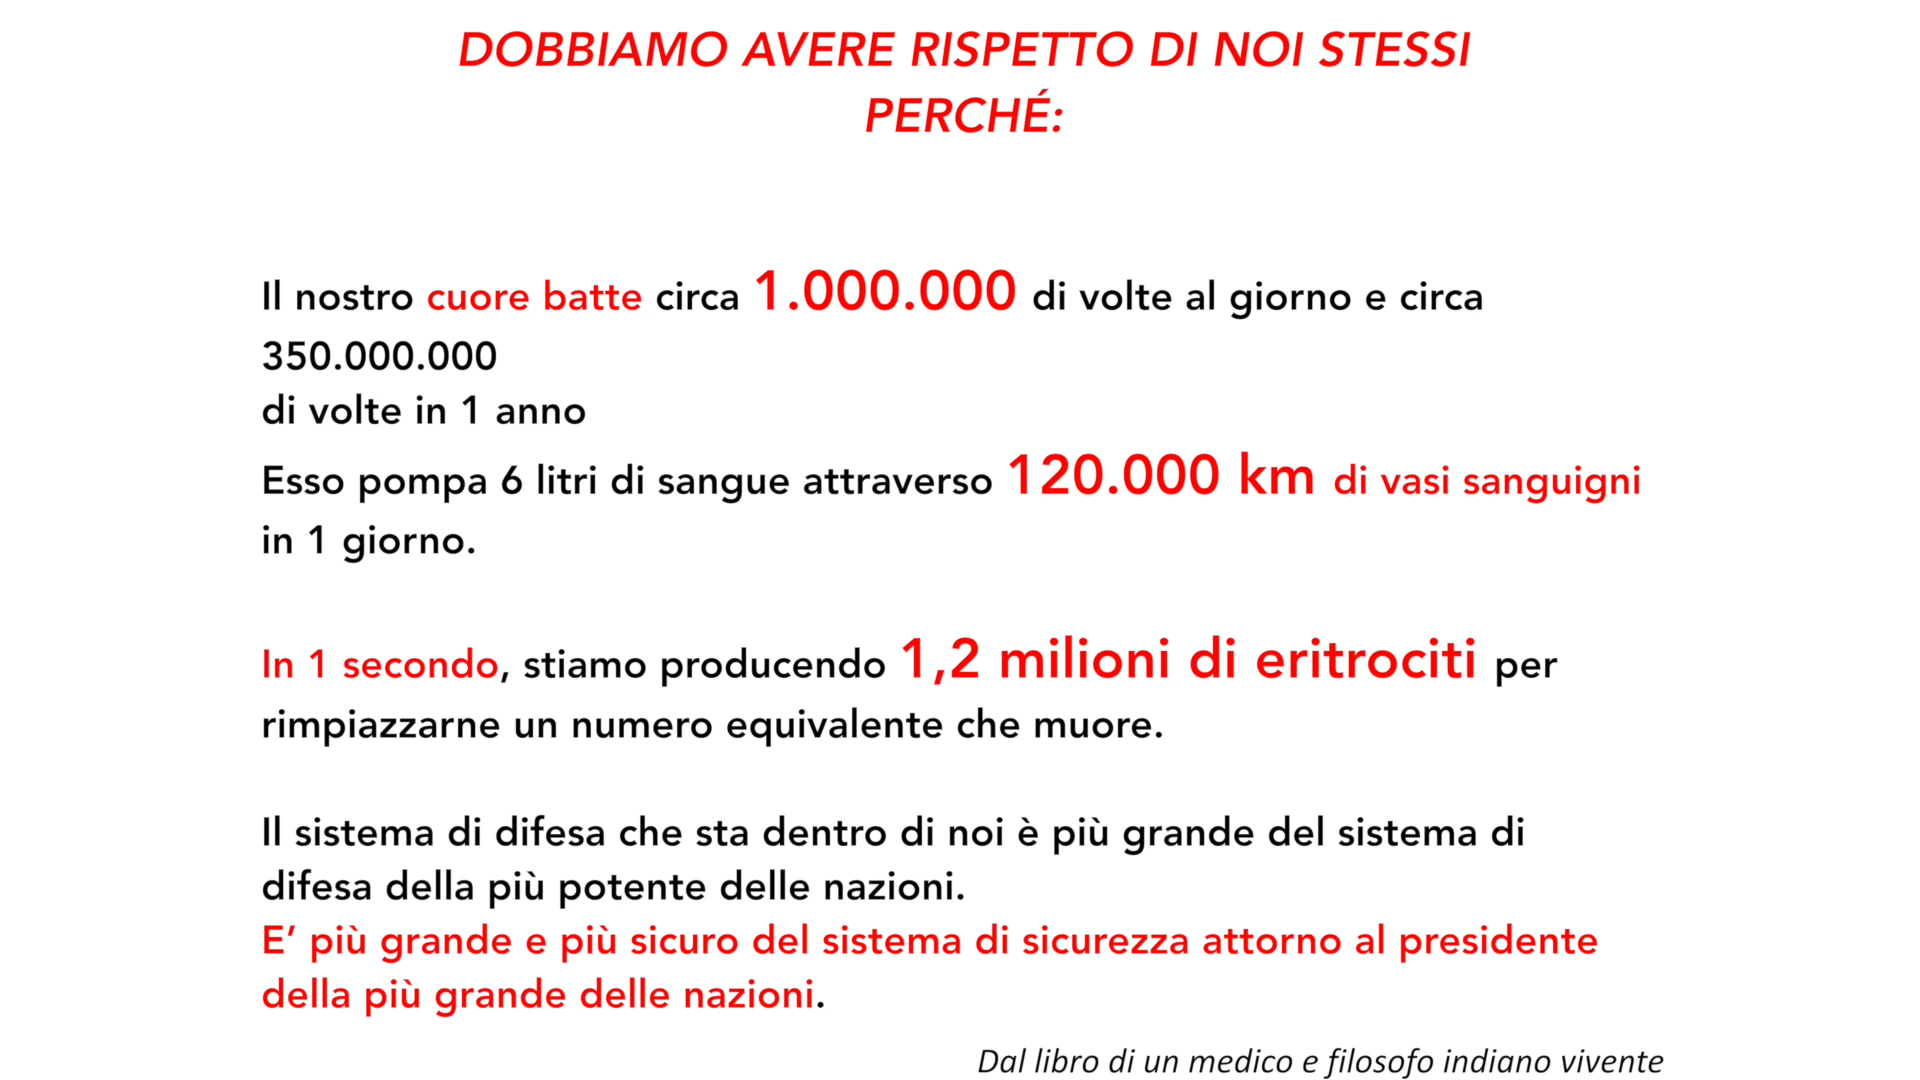 DOBBIAMO AVERE RISPETTO DI NOI STESSI
PERCHÉ:
Il nostro cuore batte circa 1.000.000 di volte al giorno e circa
350.000.000
di volte in 1 anno
Esso pompa 6 litri di sangue attraverso 120.000 km di vasi sanguigni
in 1 giorno.
In 1 secondo, stiamo producendo 1,2 milioni di eritrociti per
rimpiazzarne un numero equivalente che muore.
Il sistema di difesa che sta dentro di noi è più grande del sistema di
difesa della più potente delle nazioni.
E’ più grande e più sicuro del sistema di sicurezza attorno al presidente
della più grande delle nazioni.
Dal libro di un medico e filosofo indiano vivente